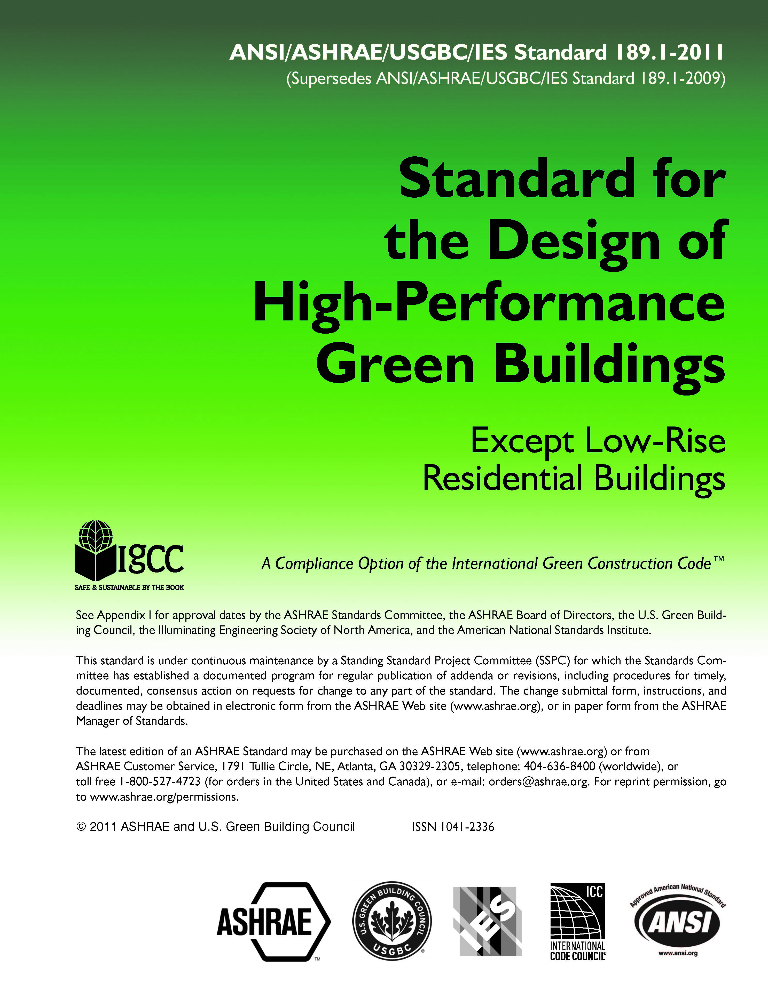 ANSI/ASHRAE/USGBC/IES Standard 189.1-2011
(Supersedes ANSI/ASHRAE/USGBC/IES Standard 189.1-2009)
Standard for
the Design of
High-Performance
Green Buildings
Except Low-Rise
Residential Buildings
IgCC
SAFE & SUSTAINABLE BY THE BOOK
A Compliance Option of the International Green Construction Code™
See Appendix I for approval dates by the ASHRAE Standards Committee, the ASHRAE Board of Directors, the U.S. Green Build-
ing Council, the Illuminating Engineering Society of North America, and the American National Standards Institute.
This standard is under continuous maintenance by a Standing Standard Project Committee (SSPC) for which the Standards Com-
mittee has established a documented program for regular publication of addenda or revisions, including procedures for timely,
documented, consensus action on requests for change to any part of the standard. The change submittal form, instructions, and
deadlines may be obtained in electronic form from the ASHRAE Web site (www.ashrae.org), or in paper form from the ASHRAE
Manager of Standards.
The latest edition of an ASHRAE Standard may be purchased on the ASHRAE Web site (www.ashrae.org) or from
ASHRAE Customer Service, 1791 Tullie Circle, NE, Atlanta, GA 30329-2305, telephone: 404-636-8400 (worldwide), or
toll free 1-800-527-4723 (for orders in the United States and Canada), or e-mail: orders@ashrae.org. For reprint permission, go
to www.ashrae.org/permissions.
© 2011 ASHRAE and U.S. Green Building Council ISSN 1041-2336
ASHRAE™
U.S. GREEN BUILDING COUNCIL
USGBC®
IES
ICC
INTERNATIONAL
CODE COUNCIL®
Approved American National Standard
ANSI
www.ansi.org